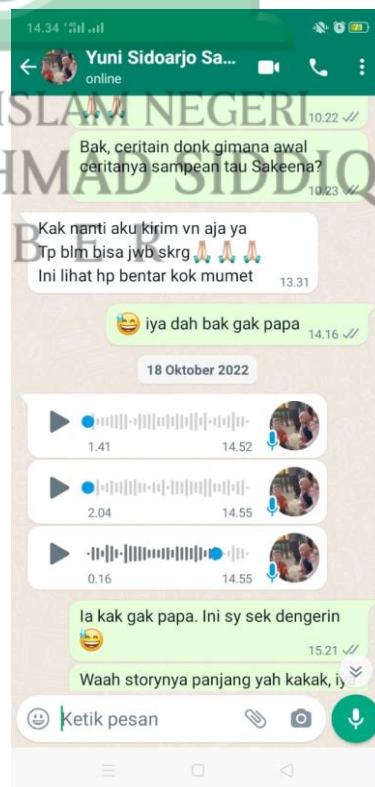 14.34
Yuni Sidoarjo Sa...
online
ISLAM NEGERI
10.22
Bak, ceritain donk gimana awal
ceritanya sampean tau Sakeena?
10.23
HMAD SIDDIQ
Kak nanti aku kirim vn aja ya
Tp blm bisa jwb skrg
Ini lihat hp bentar kok mumet
13.31
B E R
iya dah bak gak papa
14.16
18 Oktober 2022
1.41
14.52
2.04
14.55
0.16
14.55
Ia kak gak papa. Ini sy sek dengerin
15.21
Waah storynya panjang yah kakak,
Ketik pesan